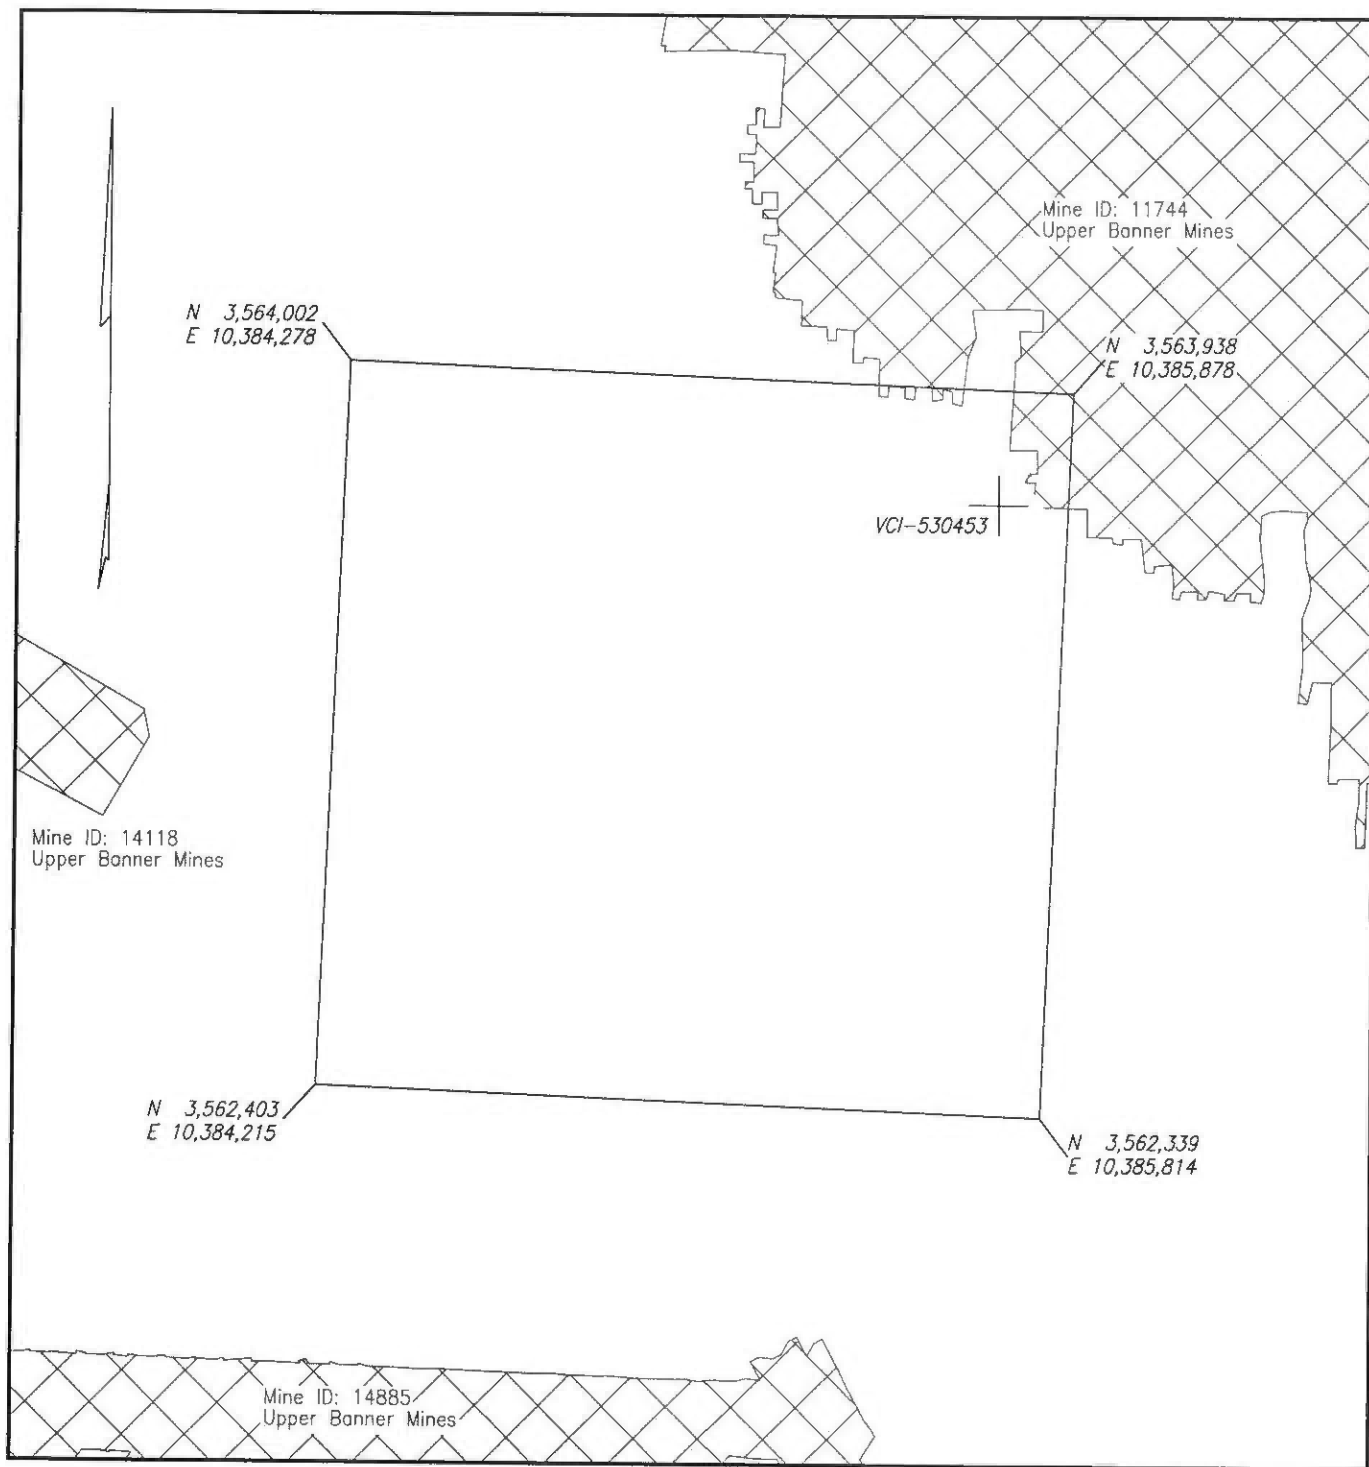 Mine ID: 11744
Upper Banner Mines
N 3,564,002
E 10,384,278
N 3,563,938
E 10,385,878
VCI-530453
Mine ID: 14118
Upper Banner Mines
N 3,562,403
E 10,384,215
N 3,562,339
E 10,385,814
Mine ID: 14885
Upper Banner Mines